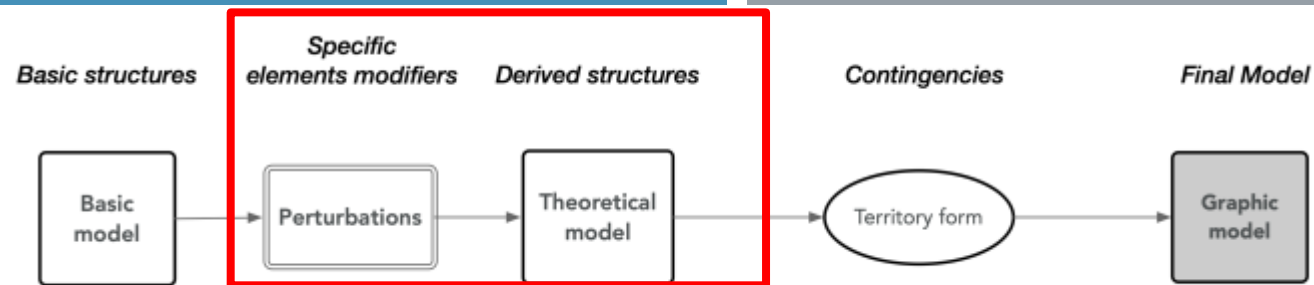 Basic structures
Specific
elements modifiers
Derived structures
Contingencies
Final Model
Basic
model
Perturbations
Theoretical
model
Territory form
Graphic
model